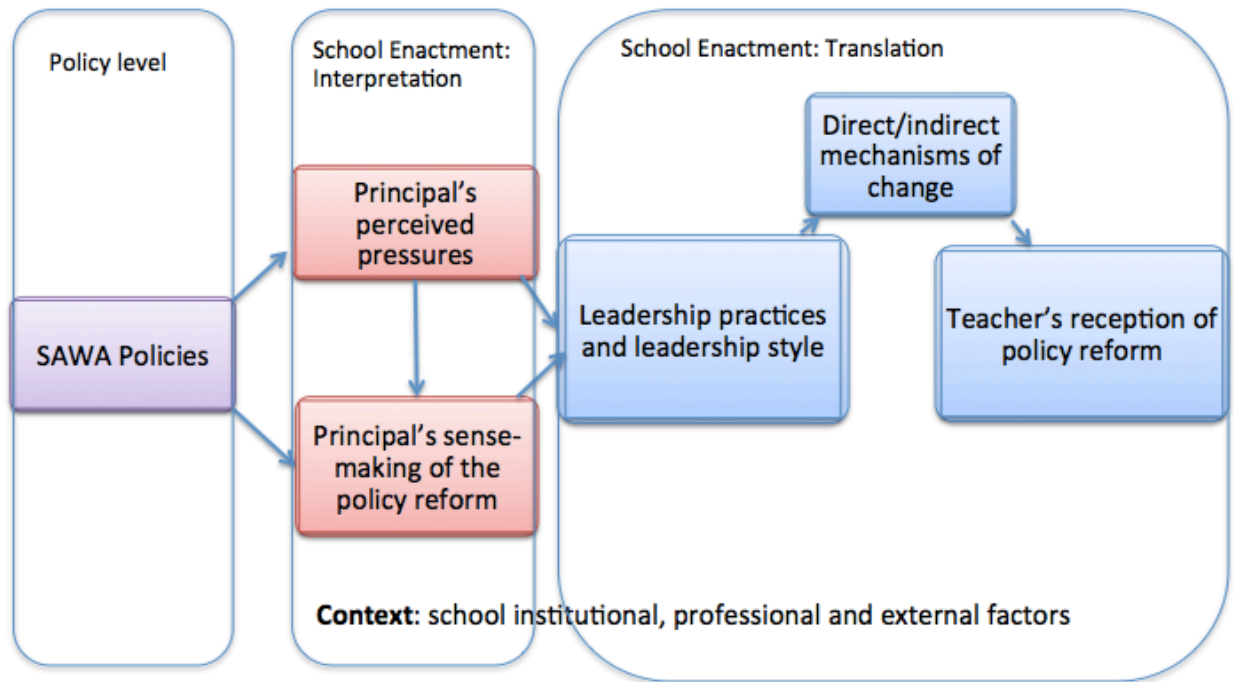 Policy level
School Enactment:
Interpretation
School Enactment: Translation
SAWA Policies
Principal’s
perceived
pressures
Principal’s sense-
making of the
policy reform
Leadership practices
and leadership style
Direct/indirect
mechanisms of
change
Teacher’s reception of
policy reform
Context: school institutional, professional and external factors